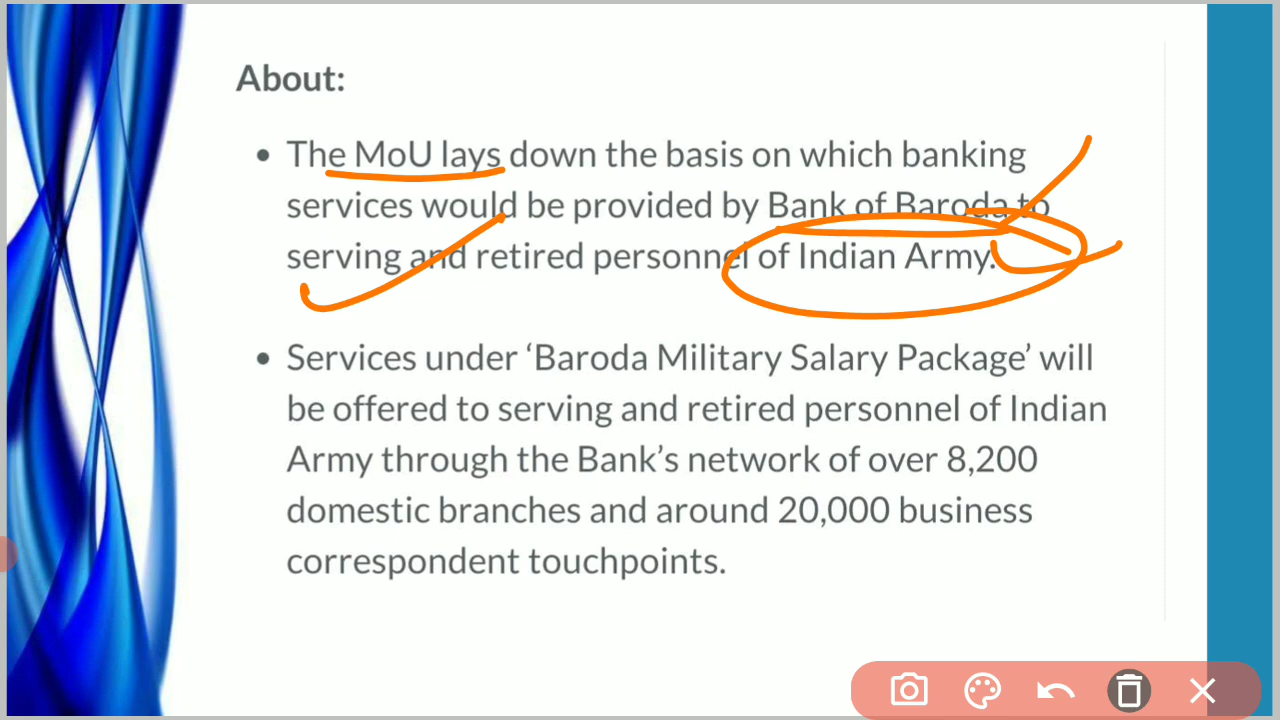 About:
• The MoU lays down the basis on which banking
services would be provided by Bank of Baroda to
serving and retired personnel of Indian Army.
• Services under ‘Baroda Military Salary Package’ will
be offered to serving and retired personnel of Indian
Army through the Bank’s network of over 8,200
domestic branches and around 20,000 business
correspondent touchpoints.